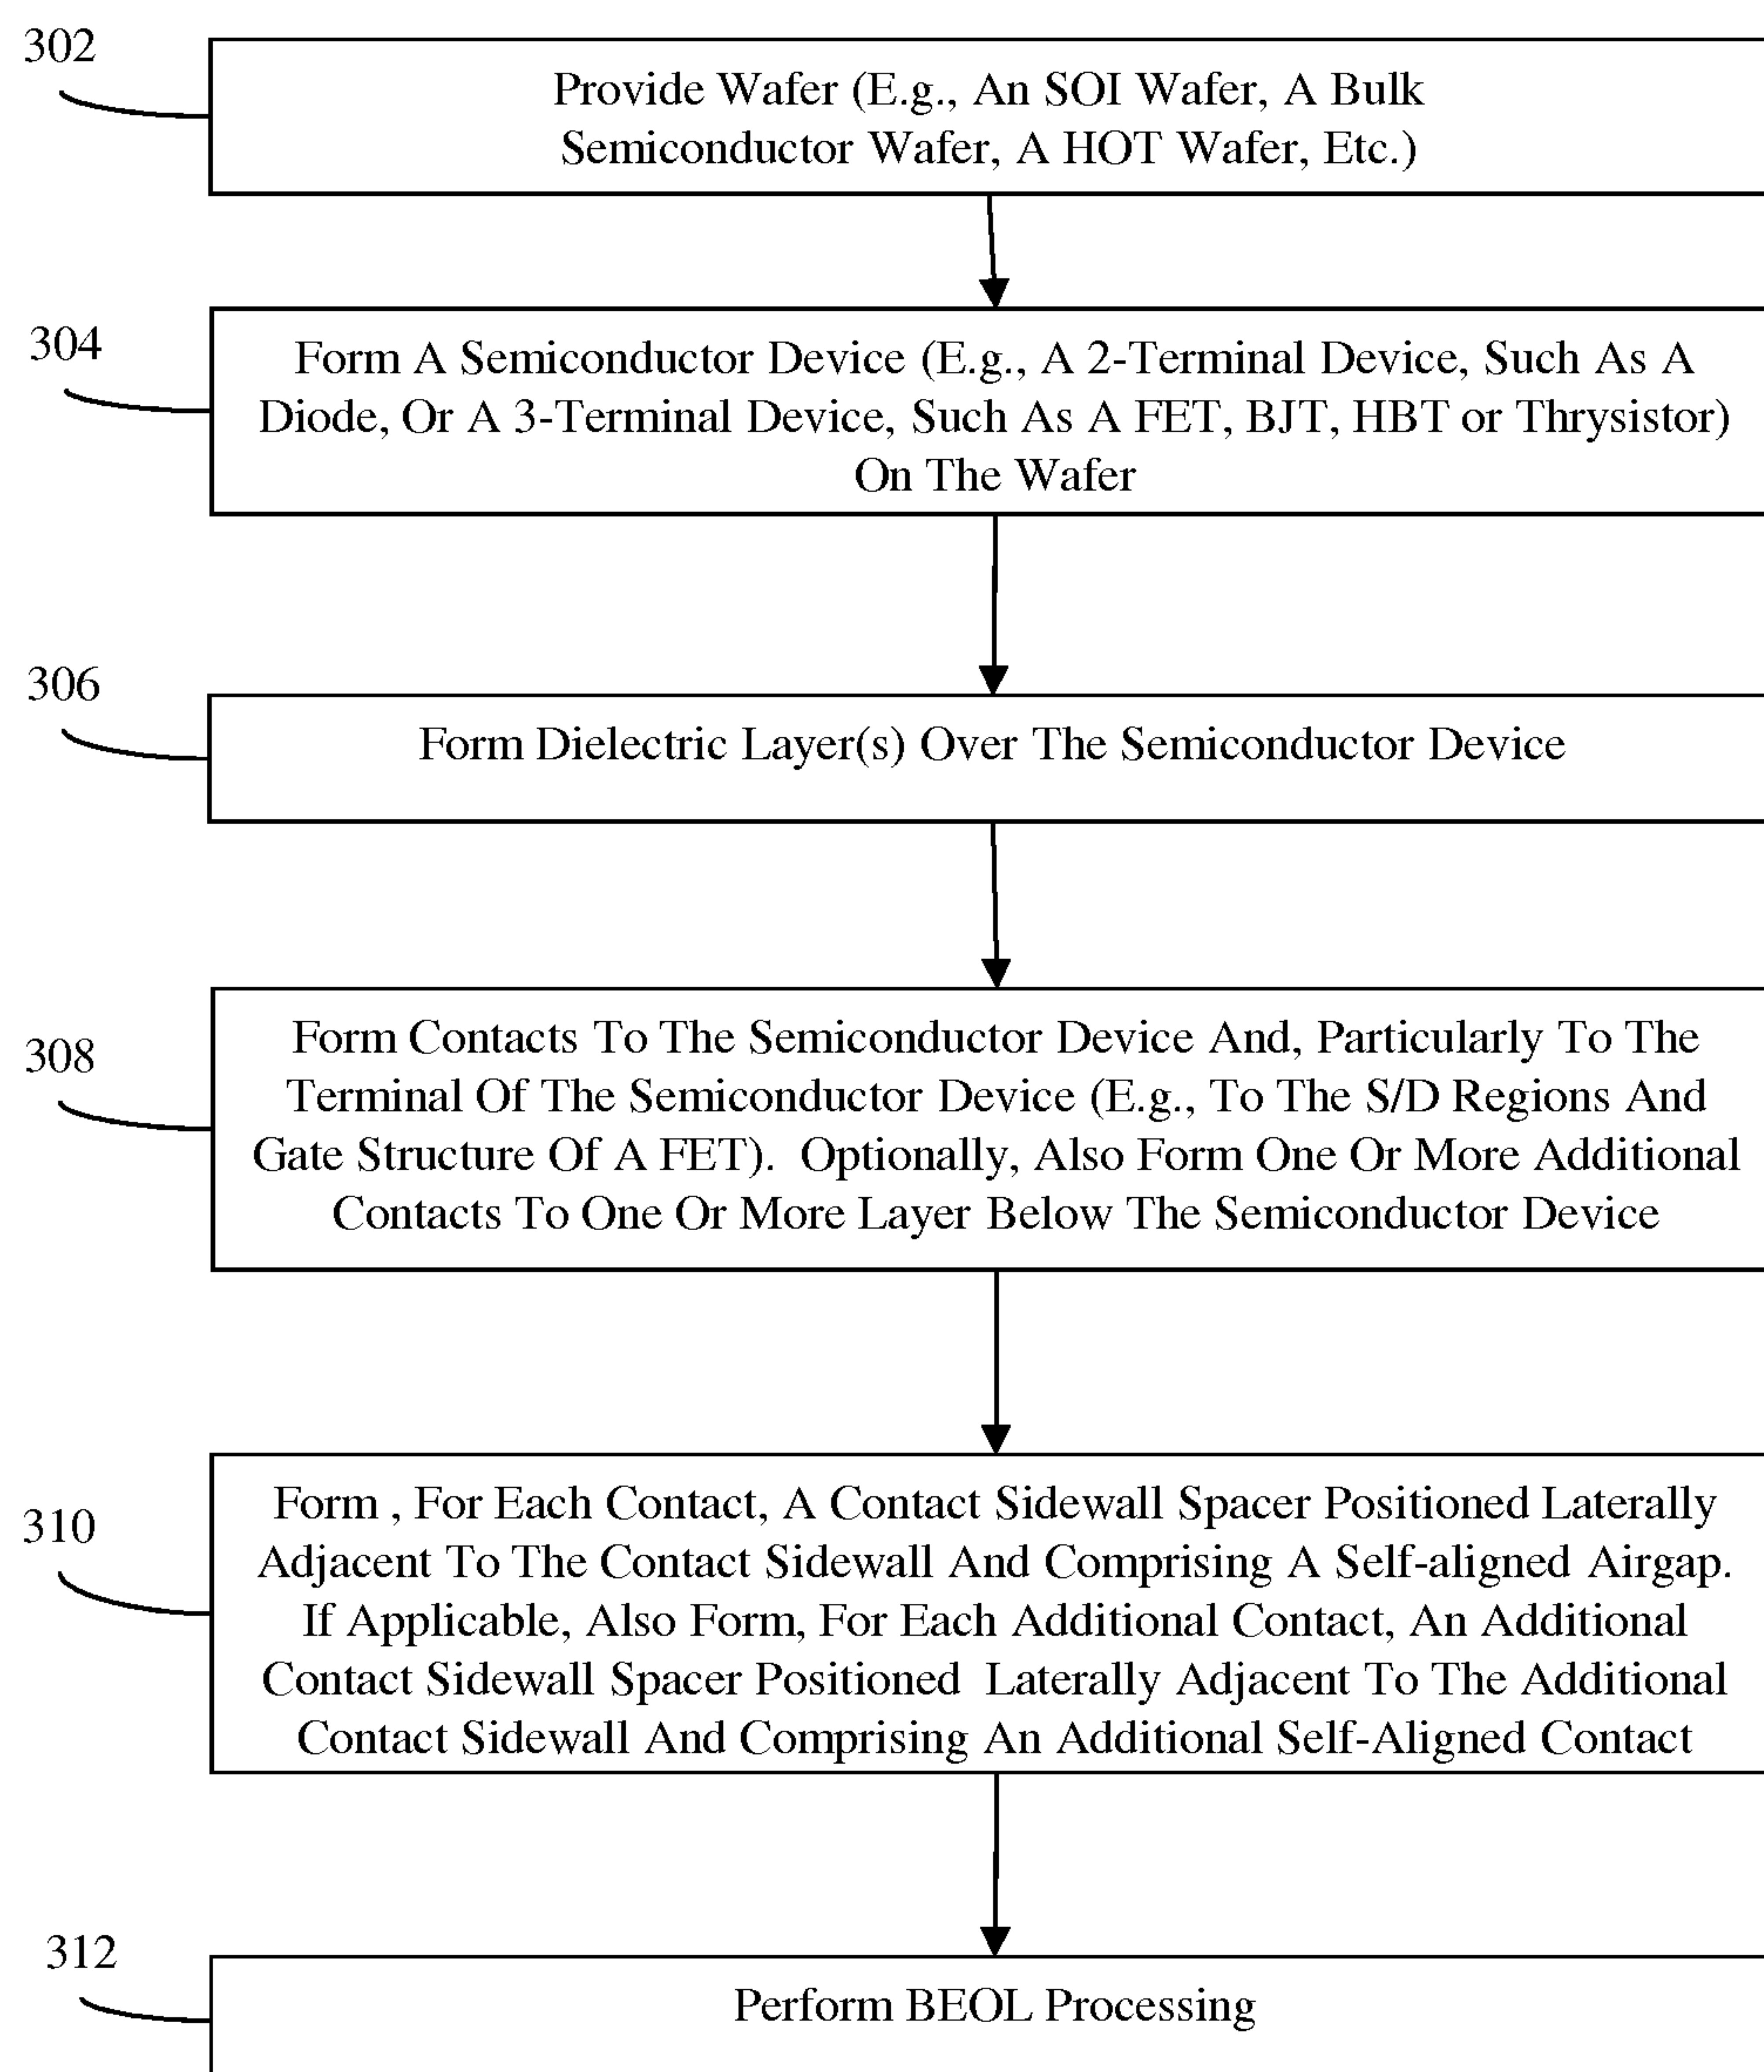 302
Provide Wafer (E.g., An SOI Wafer, A Bulk
Semiconductor Wafer, A HOT Wafer, Etc.)
304
Form A Semiconductor Device (E.g., A 2-Terminal Device, Such As A
Diode, Or A 3-Terminal Device, Such As A FET, BJT, HBT or Thrysistor)
On The Wafer
306
Form Dielectric Layer(s) Over The Semiconductor Device
308
Form Contacts To The Semiconductor Device And, Particularly To The
Terminal Of The Semiconductor Device (E.g., To The S/D Regions And
Gate Structure Of A FET).  Optionally, Also Form One Or More Additional
Contacts To One Or More Layer Below The Semiconductor Device
310
Form , For Each Contact, A Contact Sidewall Spacer Positioned Laterally
Adjacent To The Contact Sidewall And Comprising A Self-aligned Airgap.
If Applicable, Also Form, For Each Additional Contact, An Additional
Contact Sidewall Spacer Positioned  Laterally Adjacent To The Additional
Contact Sidewall And Comprising An Additional Self-Aligned Contact
312
Perform BEOL Processing